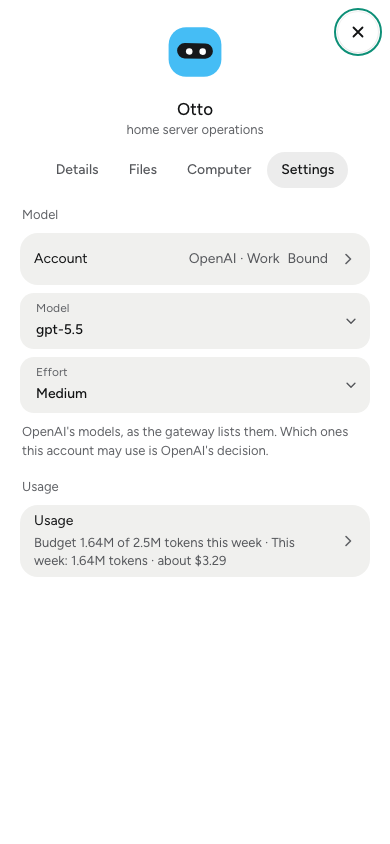 Otto
home server operations
Details Files Computer Settings
Model
Account OpenAI · Work Bound
Model
gpt-5.5
Effort
Medium
OpenAI's models, as the gateway lists them. Which ones
this account may use is OpenAI's decision.
Usage
Usage
Budget 1.64M of 2.5M tokens this week · This
week: 1.64M tokens · about $3.29